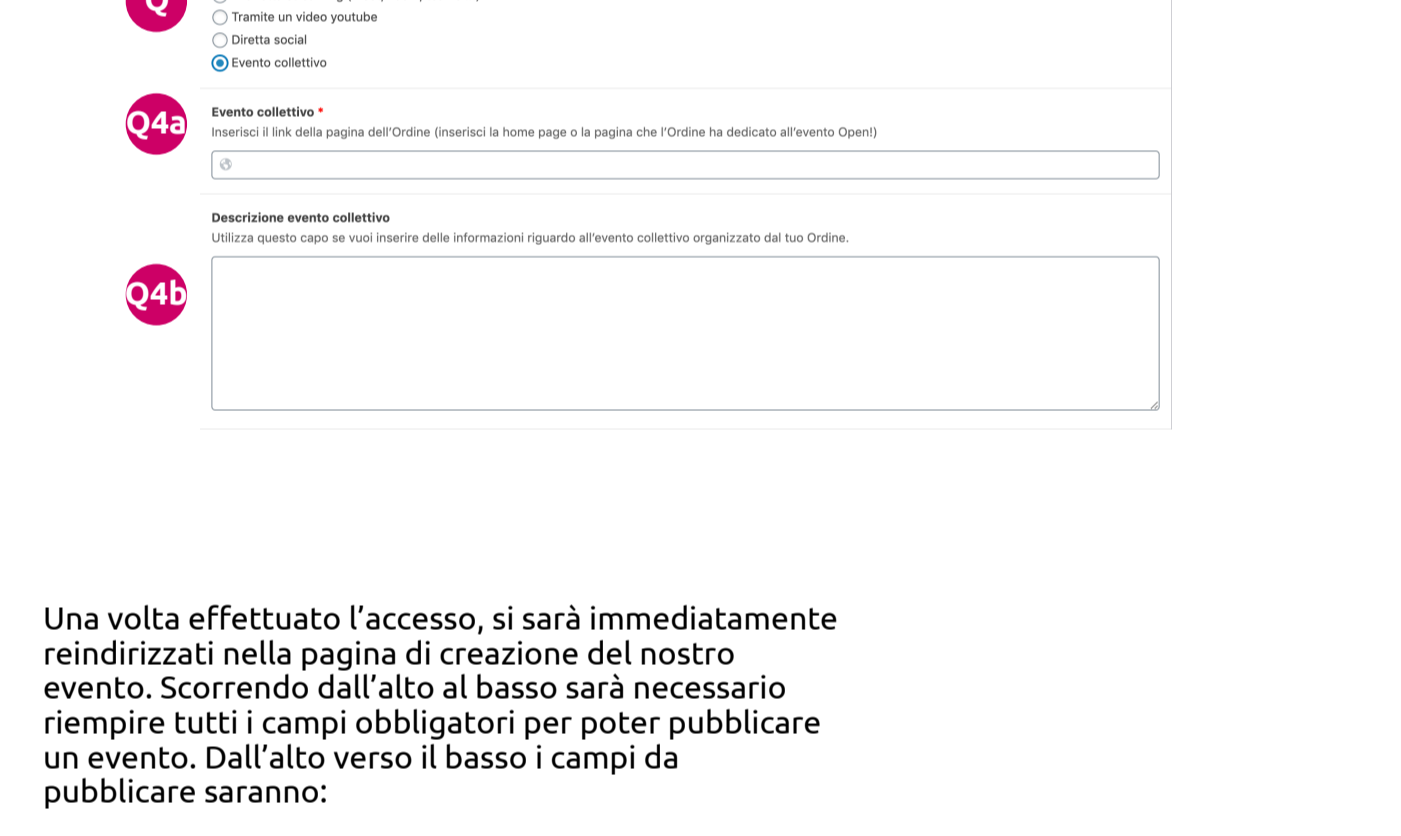 Q
Tramite un video youtube
Diretta social
Evento collettivo
Q4a
Evento collettivo *
Inserisci il link della pagina dell'Ordine (inserisci la home page o la pagina che l'Ordine ha dedicato all'evento Open!)
Descrizione evento collettivo
Utilizza questo capo se vuoi inserire delle informazioni riguardo all'evento collettivo organizzato dal tuo Ordine.
Q4b
Una volta effettuato l’accesso, si sarà immediatamente
reindirizzati nella pagina di creazione del nostro
evento. Scorrendo dall’alto al basso sarà necessario
riempire tutti i campi obbligatori per poter pubblicare
un evento. Dall’alto verso il basso i campi da
pubblicare saranno: